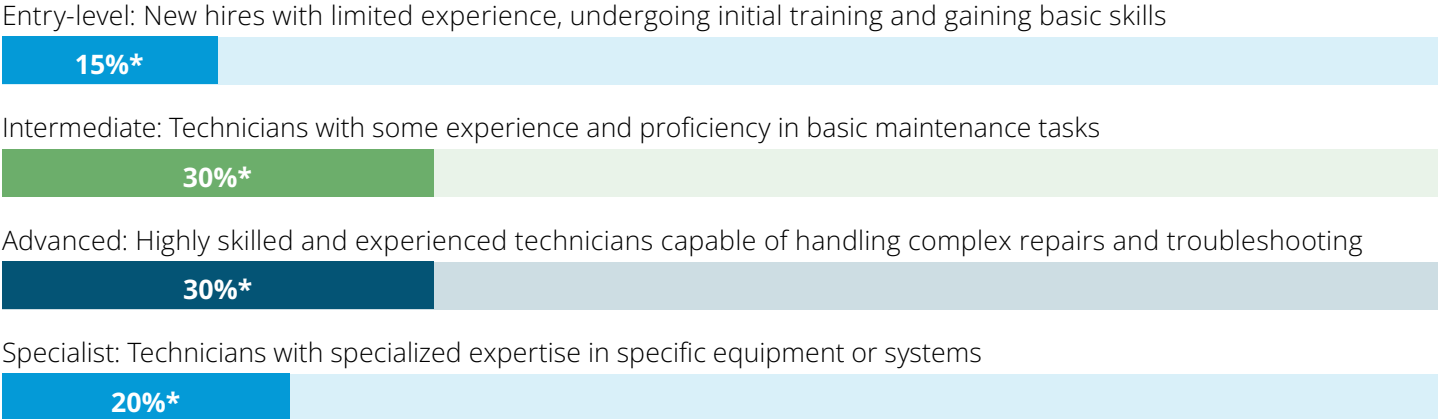 Entry-level: New hires with limited experience, undergoing initial training and gaining basic skills
15%*
Intermediate: Technicians with some experience and proficiency in basic maintenance tasks
30%*
Advanced: Highly skilled and experienced technicians capable of handling complex repairs and troubleshooting
30%*
Specialist: Technicians with specialized expertise in specific equipment or systems
20%*